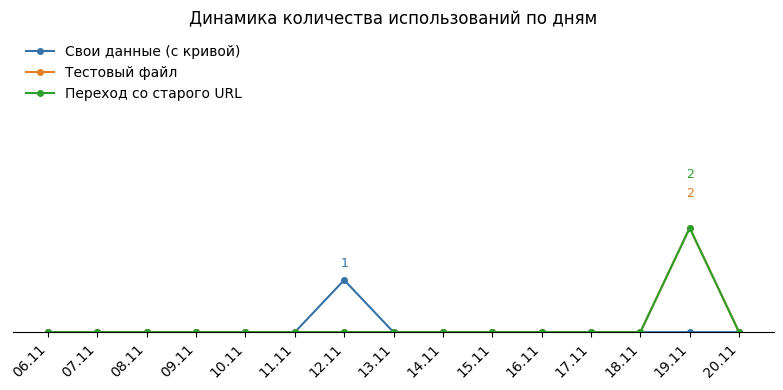 Динамика количества использований по дням
Свои данные (с кривой)
Тестовый файл
Переход со старого URL
2
2
1
06.11 07.11 08.11 09.11 10.11 11.11 12.11 13.11 14.11 15.11 16.11 17.11 18.11 19.11 20.11